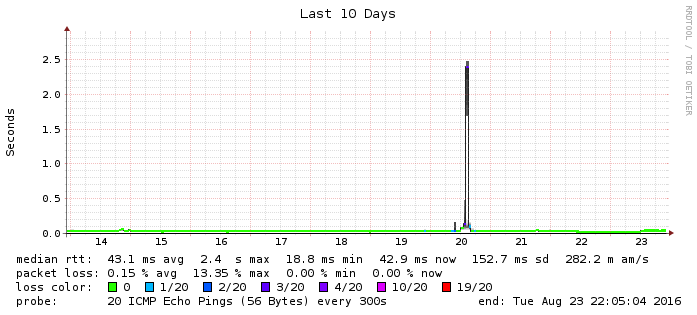 Last 10 Days
RRDTOOL / TOBI OETIKER
Seconds
2.5
2.0
1.5
1.0
0.5
0.0
14 15 16 17 18 19 20 21 22 23
median rtt: 43.1 ms avg 2.4 s max 18.8 ms min 42.9 ms now 152.7 ms sd 282.2 m am/s
packet loss: 0.15 % avg 13.35 % max 0.00 % min 0.00 % now
loss color: 0 1/20 2/20 3/20 4/20 10/20 19/20
probe: 20 ICMP Echo Pings (56 Bytes) every 300s end: Tue Aug 23 22:05:04 2016